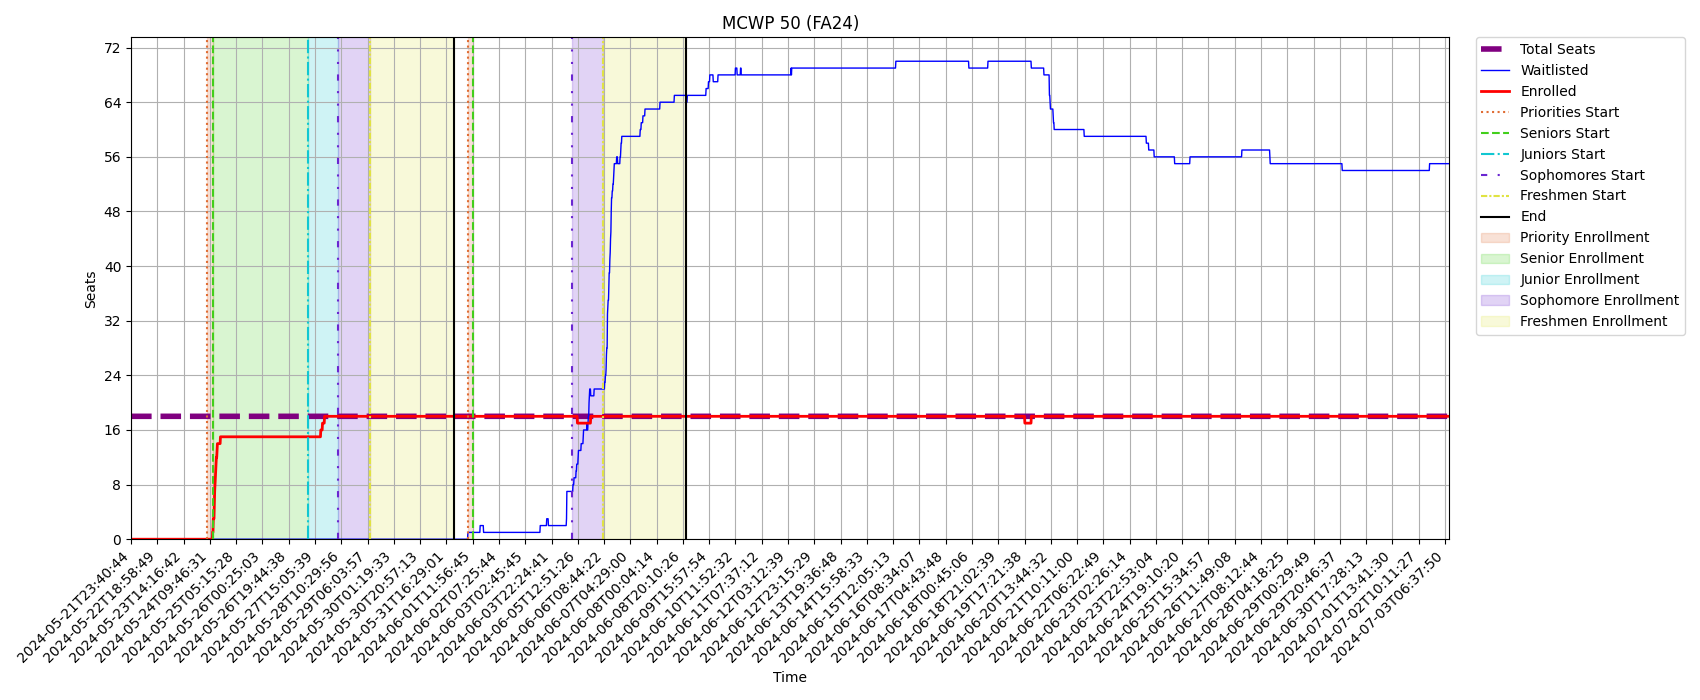 MCWP 50 (FA24)
Total Seats
Waitlisted
Enrolled
Priorities Start
Seniors Start
Juniors Start
Sophomores Start
Freshmen Start
End
Priority Enrollment
Senior Enrollment
Junior Enrollment
Sophomore Enrollment
Freshmen Enrollment
Seats
72
64
56
48
40
32
24
16
8
0
2024-05-21T23:40:44
2024-05-22T18:58:49
2024-05-23T14:16:42
2024-05-24T09:46:31
2024-05-25T05:15:28
2024-05-26T00:25:03
2024-05-26T19:44:38
2024-05-27T15:05:39
2024-05-28T10:29:56
2024-05-29T06:03:57
2024-05-30T01:19:33
2024-05-30T20:57:13
2024-05-31T16:29:01
2024-06-01T11:56:45
2024-06-02T07:25:44
2024-06-03T02:45:45
2024-06-03T22:24:41
2024-06-05T12:51:26
2024-06-06T08:44:22
2024-06-07T04:29:00
2024-06-08T00:04:14
2024-06-08T20:10:26
2024-06-09T15:57:54
2024-06-10T11:52:32
2024-06-11T07:37:12
2024-06-12T03:12:39
2024-06-12T23:15:29
2024-06-13T19:36:48
2024-06-14T15:58:33
2024-06-15T12:05:13
2024-06-16T08:34:07
2024-06-17T04:43:48
2024-06-18T00:45:06
2024-06-18T21:02:39
2024-06-19T17:21:38
2024-06-20T13:44:32
2024-06-21T10:11:00
2024-06-22T06:22:49
2024-06-23T02:26:14
2024-06-23T22:53:04
2024-06-24T19:10:20
2024-06-25T15:34:57
2024-06-26T11:49:08
2024-06-27T08:12:44
2024-06-28T04:18:25
2024-06-29T00:29:49
2024-06-29T20:46:37
2024-06-30T17:28:13
2024-07-01T13:41:30
2024-07-02T10:11:27
2024-07-03T06:37:50
Time